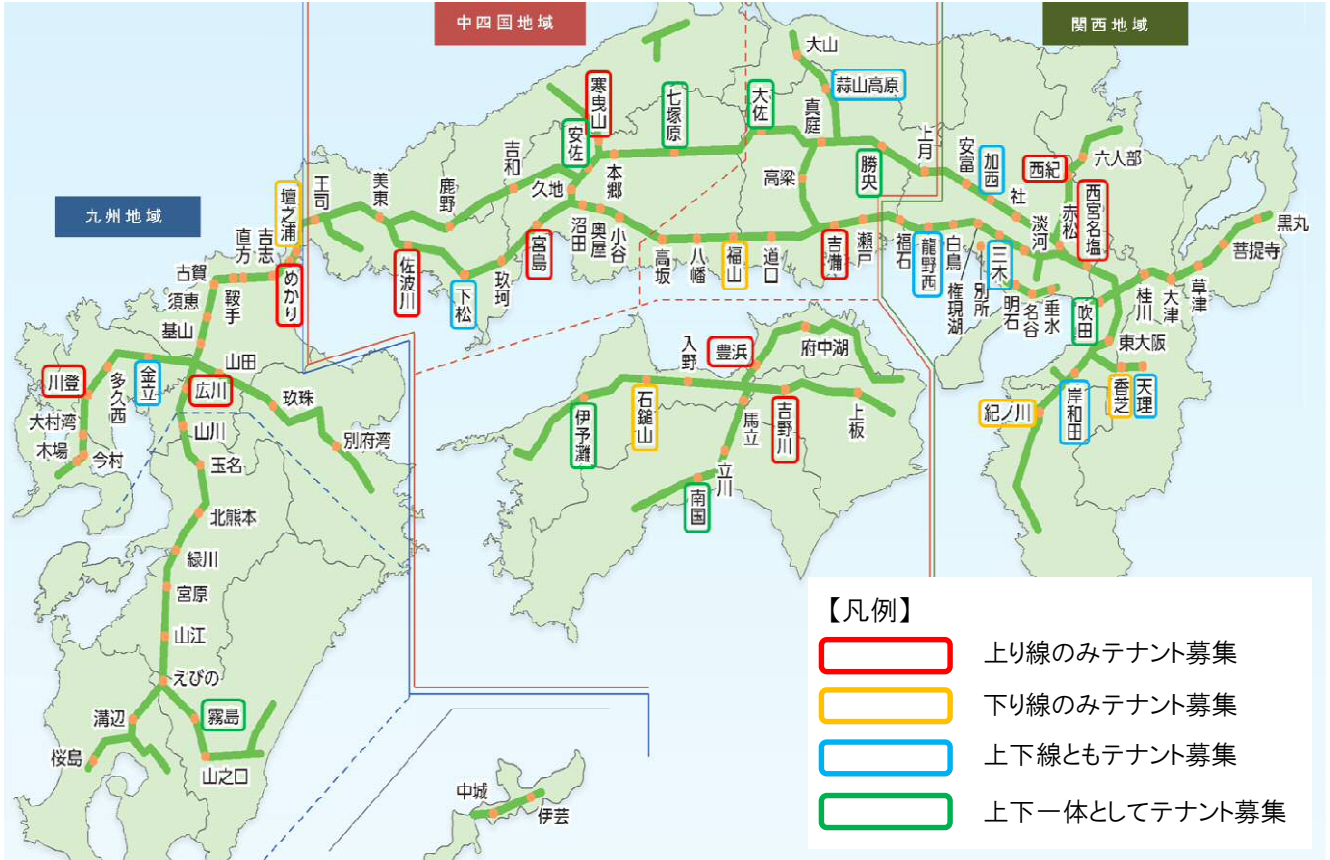 中四国地域
関西地域
九州地域
大山
蒜山高原
寒曳山
七塚原
大佐
真庭
安佐
吉和
久地
本郷
勝央
上月
安富
加西
社
西紀
六人部
赤松
西宮名塩
淡河
黒丸
菩提寺
高梁
鹿野
美東
王司
壇之浦
めかり
吉志
直方
古賀
鞍手
須恵
基山
佐波川
下松
玖珂
宮島
沼田
奥屋
小谷
高坂
八幡
福山
道口
吉備
瀬戸
福石
龍野西
白鳥
権現湖
別所
三木
明石
名谷
垂水
吹田
桂川
大津
草津
東大阪
香芝
天理
岸和田
紀ノ川
川登
多久西
金立
山田
広川
玖珠
別府湾
大村湾
木場
今村
山川
玉名
北熊本
緑川
宮原
山江
えびの
溝辺
霧島
桜島
山之口
入野
豊浜
府中湖
伊予灘
石鎚山
馬立
吉野川
上板
立川
南国
中城
伊芸
【凡例】
上り線のみテナント募集
下り線のみテナント募集
上下線ともテナント募集
上下一体としてテナント募集